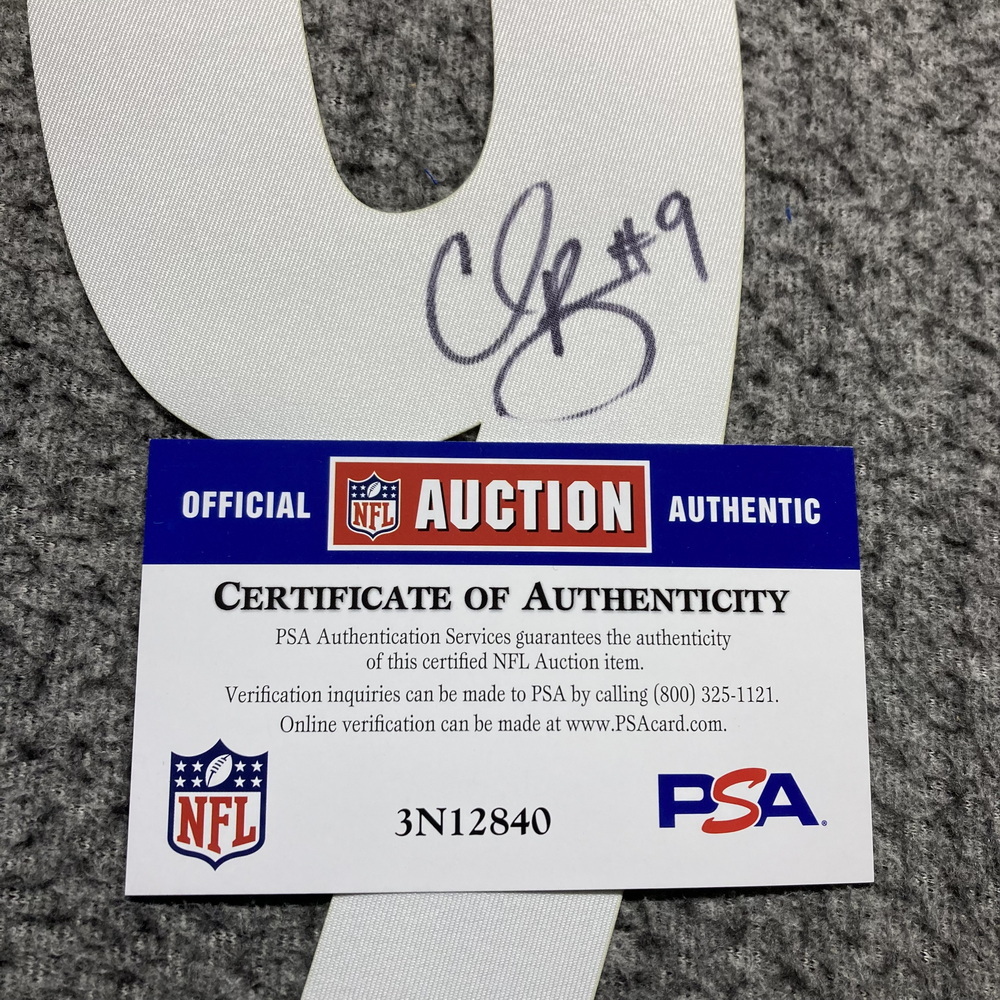 #9
OFFICIAL NFL AUCTION AUTHENTIC
CERTIFICATE OF AUTHENTICITY
PSA Authentication Services guarantees the authenticity
of this certified NFL Auction item.
Verification inquiries can be made to PSA by calling (800) 325-1121.
Online verification can be made at www.PSAcard.com.
NFL
3N12840
PSA